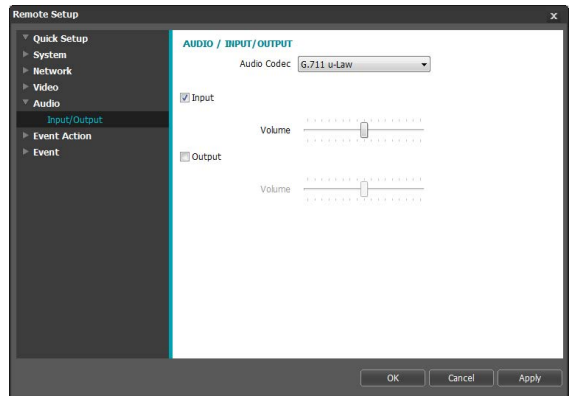 Remote Setup
x
Quick Setup
System
Network
Video
Audio
Input/Output
Event Action
Event
AUDIO / INPUT/OUTPUT
Audio Codec G.711 u-Law
Input
Volume
Output
Volume
OK Cancel Apply